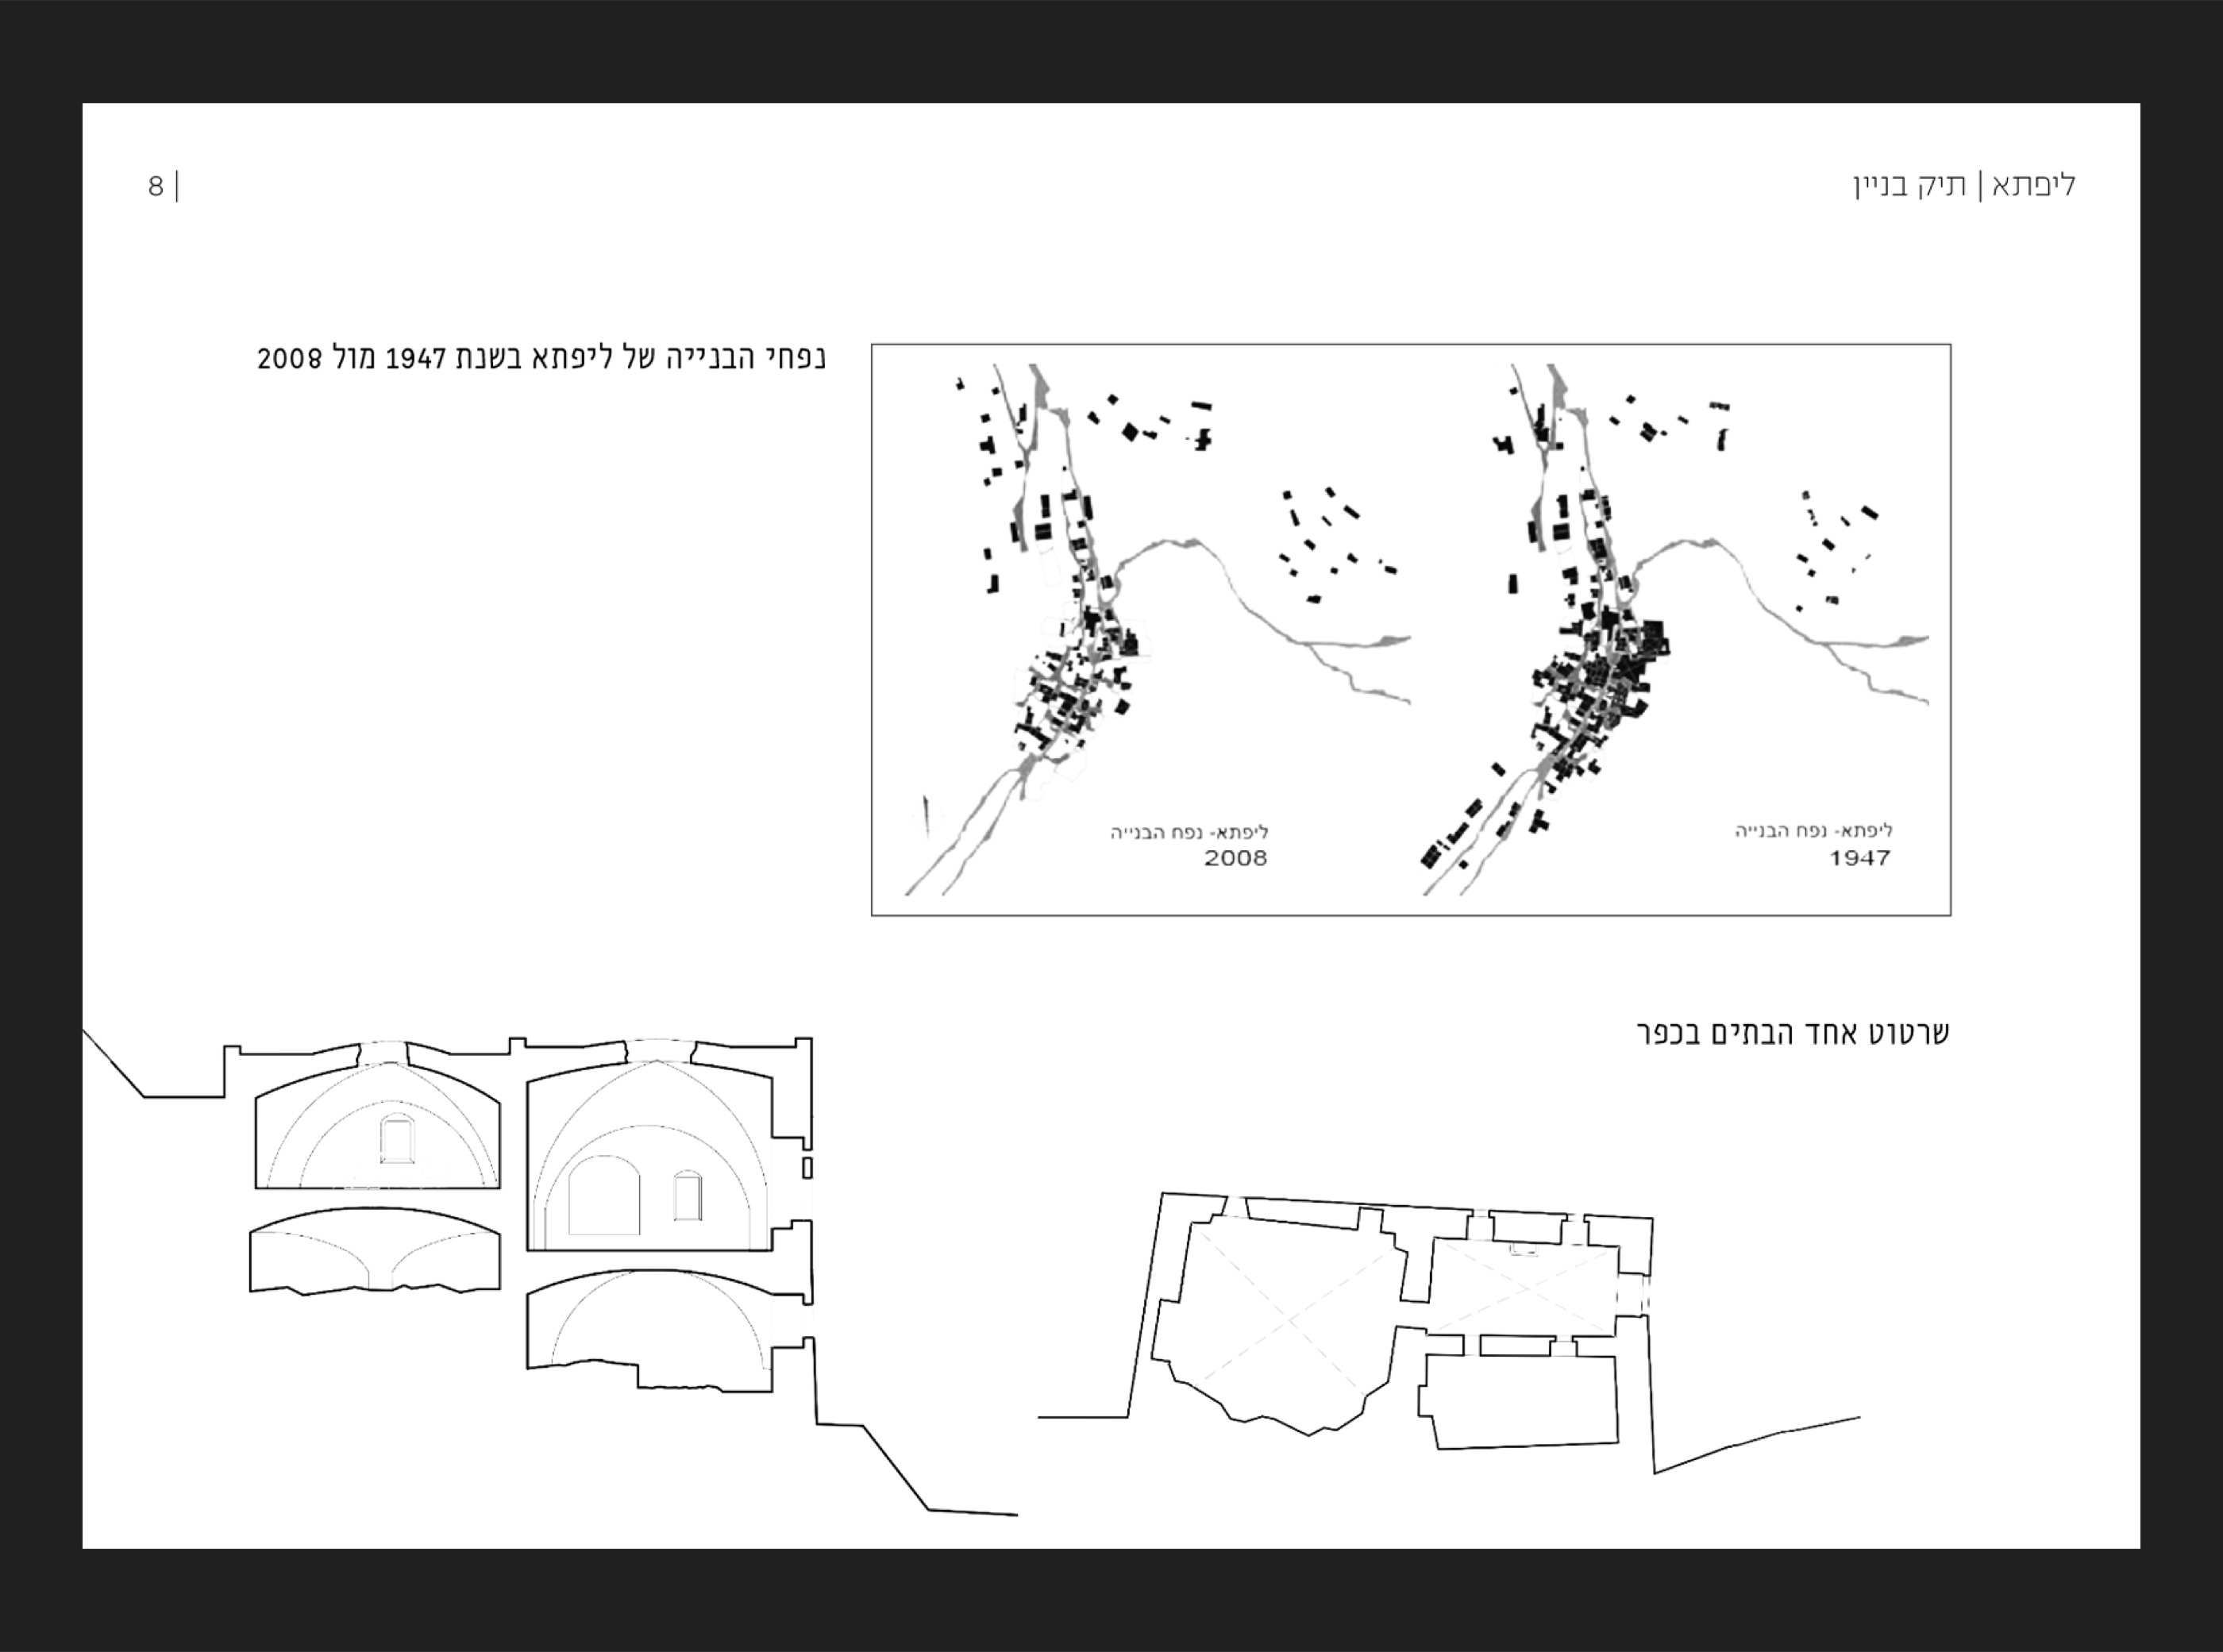 ליפתא | תיק בניין
8 |
נפחי הבנייה של ליפתא בשנת 1947 מול 2008
ליפתא- נפח הבנייה
1947
ליפתא- נפח הבנייה
2008
שרטוט אחד הבתים בכפר